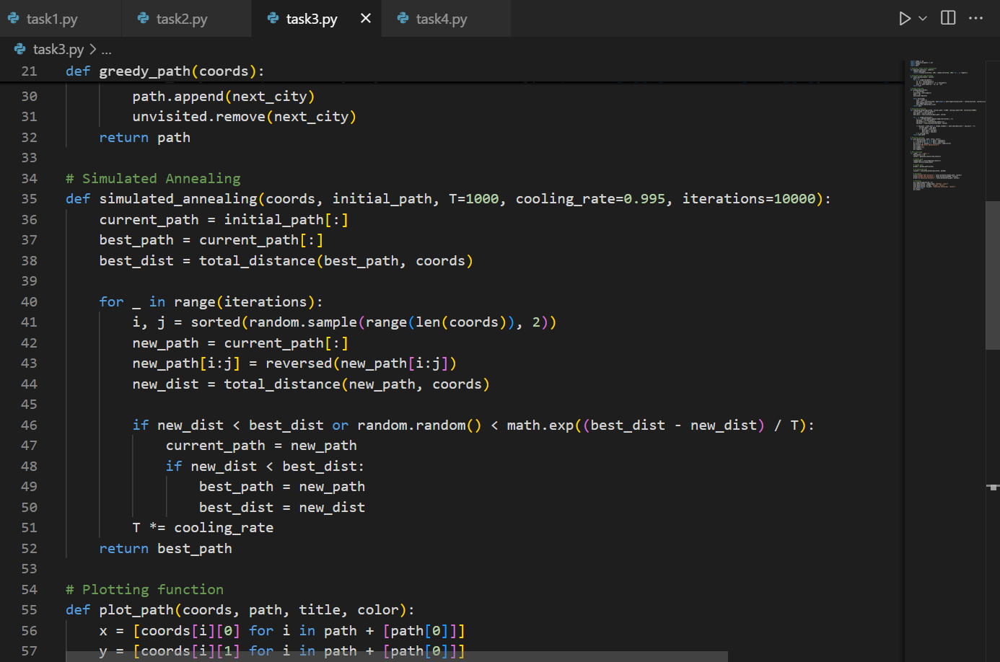 task1.py task2.py task3.py task4.py
task3.py > ...
21 def greedy_path(coords):
30 path.append(next_city)
31 unvisited.remove(next_city)
32 return path
33
34 # Simulated Annealing
35 def simulated_annealing(coords, initial_path, T=1000, cooling_rate=0.995, iterations=10000):
36 current_path = initial_path[:]
37 best_path = current_path[:]
38 best_dist = total_distance(best_path, coords)
39
40 for _ in range(iterations):
41 i, j = sorted(random.sample(range(len(coords)), 2))
42 new_path = current_path[:]
43 new_path[i:j] = reversed(new_path[i:j])
44 new_dist = total_distance(new_path, coords)
45
46 if new_dist < best_dist or random.random() < math.exp((best_dist - new_dist) / T):
47 current_path = new_path
48 if new_dist < best_dist:
49 best_path = new_path
50 best_dist = new_dist
51 T *= cooling_rate
52 return best_path
53
54 # Plotting function
55 def plot_path(coords, path, title, color):
56 x = [coords[i][0] for i in path + [path[0]]]
57 y = [coords[i][1] for i in path + [path[0]]]